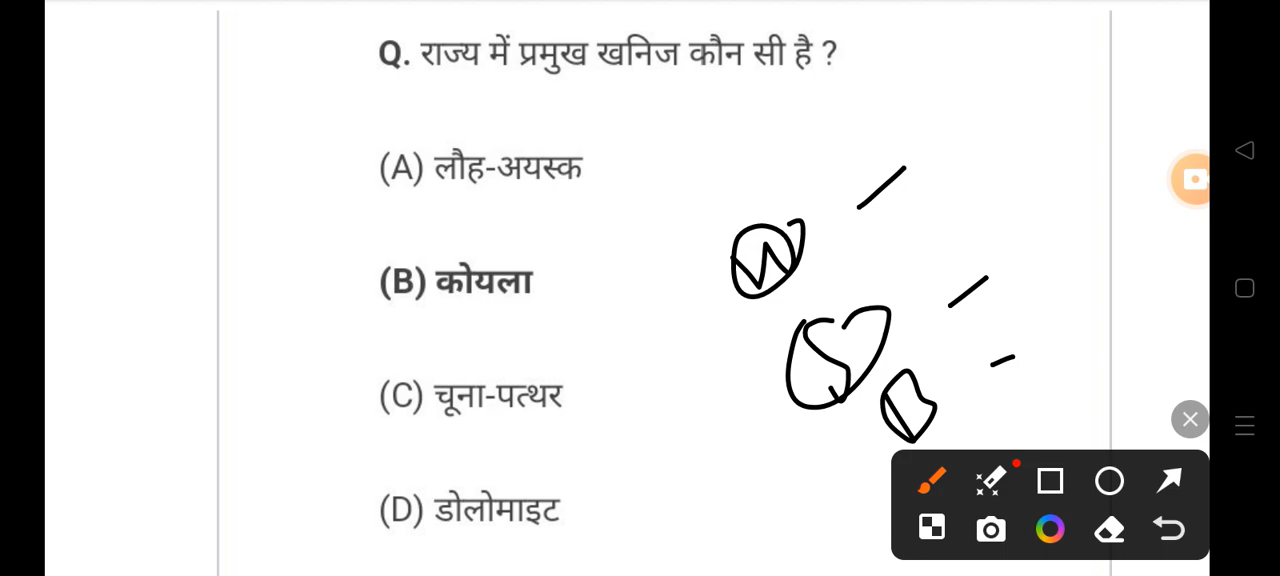 Q. राज्य में प्रमुख खनिज कौन सी है ?
(A) लौह-अयस्क
(B) कोयला
(C) चूना-पत्थर
(D) डोलोमाइट